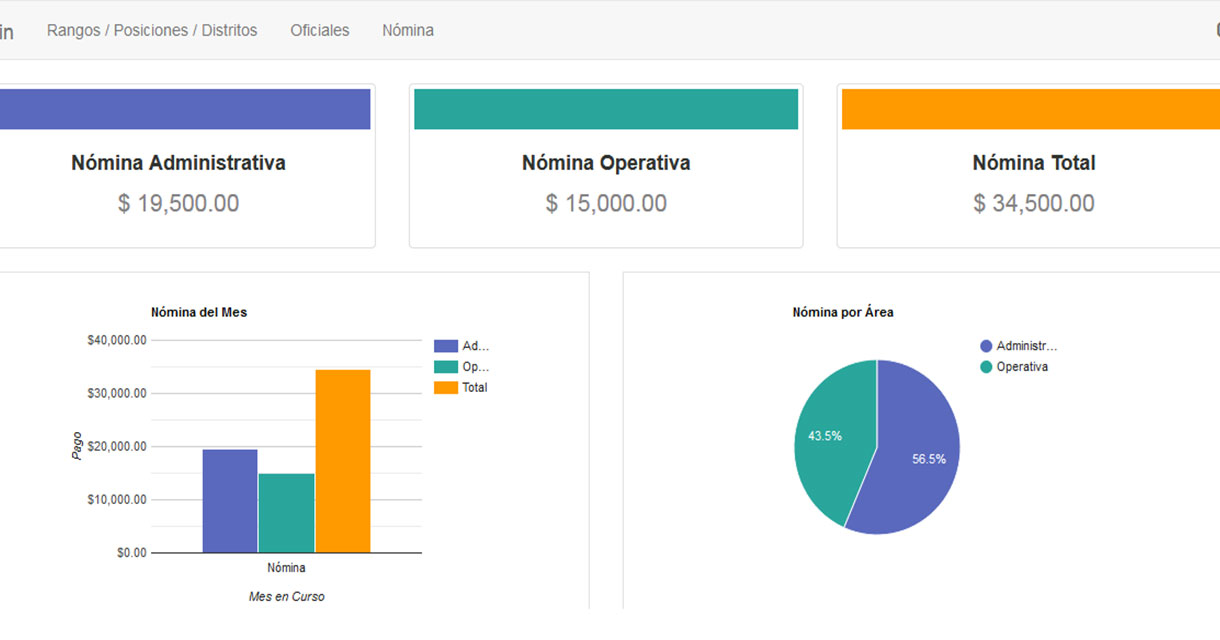 in Rangos / Posiciones / Distritos Oficiales Nómina
Nómina Administrativa
$ 19,500.00
Nómina Operativa
$ 15,000.00
Nómina Total
$ 34,500.00
Nómina del Mes
$40,000.00
$30,000.00
$20,000.00
$10,000.00
$0.00
Pago
Nómina
Mes en Curso
Ad...
Op...
Total
Nómina por Área
Administr...
Operativa
43.5%
56.5%